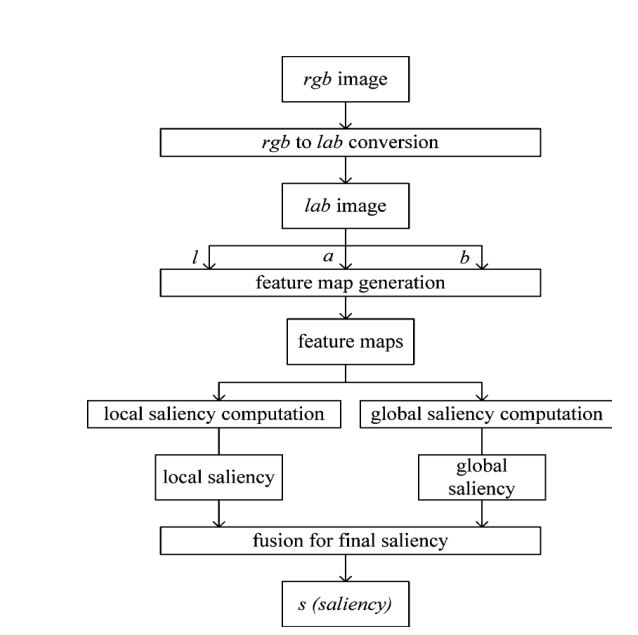 rgb image
rgb to lab conversion
lab image
l a b
feature map generation
feature maps
local saliency computation
global saliency computation
local saliency
global
saliency
fusion for final saliency
s (saliency)